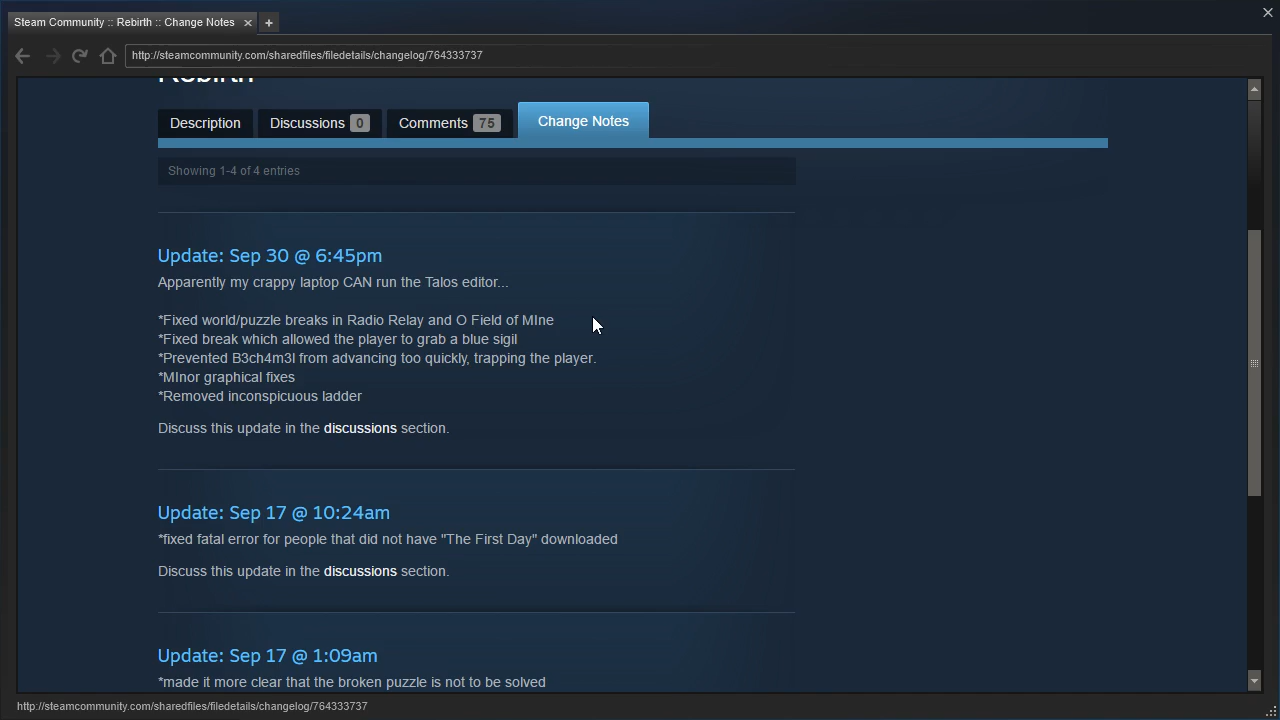 Steam Community :: Rebirth :: Change Notes
http://steamcommunity.com/sharedfiles/filedetails/changelog/764333737
Rebirth
Description
Discussions 0
Comments 75
Change Notes
Showing 1-4 of 4 entries
Update: Sep 30 @ 6:45pm
Apparently my crappy laptop CAN run the Talos editor...
*Fixed world/puzzle breaks in Radio Relay and O Field of MIne
*Fixed break which allowed the player to grab a blue sigil
*Prevented B3ch4m3l from advancing too quickly, trapping the player.
*MInor graphical fixes
*Removed inconspicuous ladder
Discuss this update in the discussions section.
Update: Sep 17 @ 10:24am
*fixed fatal error for people that did not have "The First Day" downloaded
Discuss this update in the discussions section.
Update: Sep 17 @ 1:09am
*made it more clear that the broken puzzle is not to be solved
http://steamcommunity.com/sharedfiles/filedetails/changelog/764333737